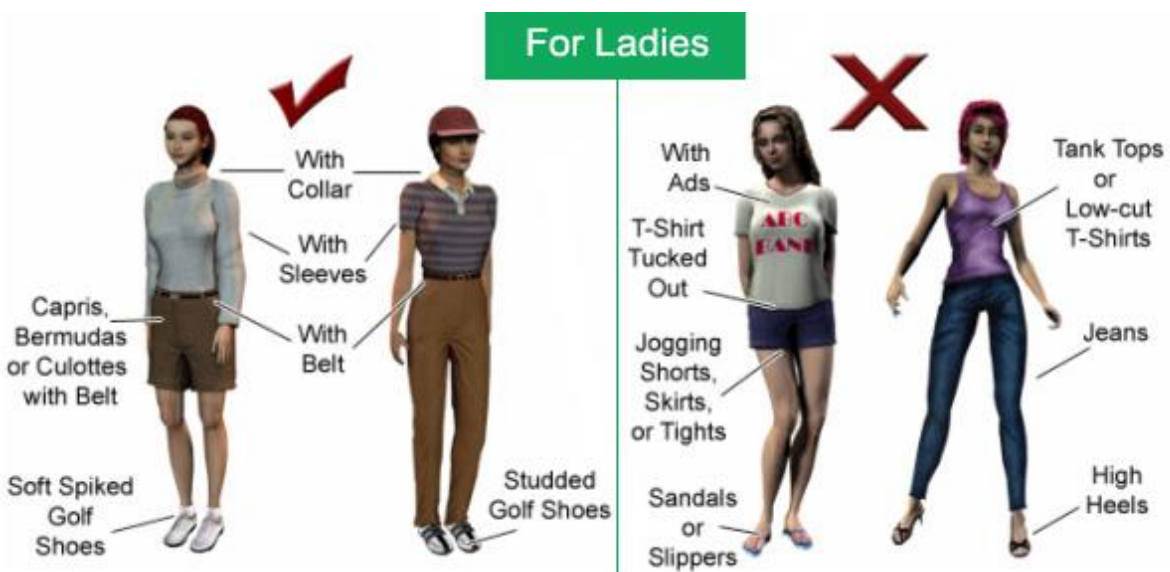 For Ladies
With
Collar
With
Sleeves
Capris,
Bermudas
or Culottes
with Belt
With
Belt
Soft Spiked
Golf
Shoes
Studded
Golf Shoes
With
Ads
ABC
BAND
T-Shirt
Tucked
Out
Jogging
Shorts,
Skirts,
or Tights
Sandals
or
Slippers
Tank Tops
or
Low-cut
T-Shirts
Jeans
High
Heels